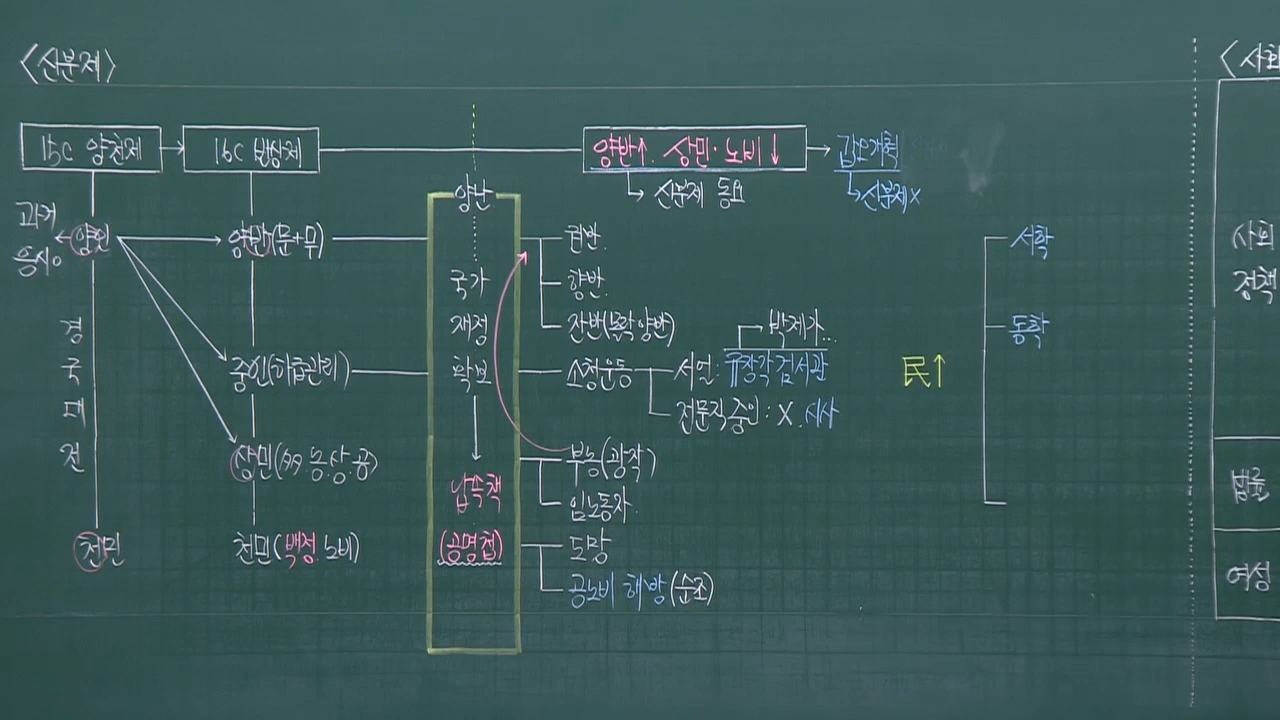 <신분제>
15C 양천제
16C 반상제
양반↑. 상민·노비↓
갑오개혁
신분제 동요
신분제 X
과거
응시○
양인
양반(문+무)
양난
국가
재정
확보
납속책
(공명첩)
경
국
대
전
중인(하급관리)
상민( 농.상.공)
천민
천민(백정.노비)
권반.
향반.
잔반(몰락양반)
소청운동
서얼: 규장각 검서관
박제가...
전문직 중인: X. 시사
부농(광작)
임노동자.
도망
공노비 해방(순조)
民↑
서학
동학
<사회
사회
정책
법률
여성